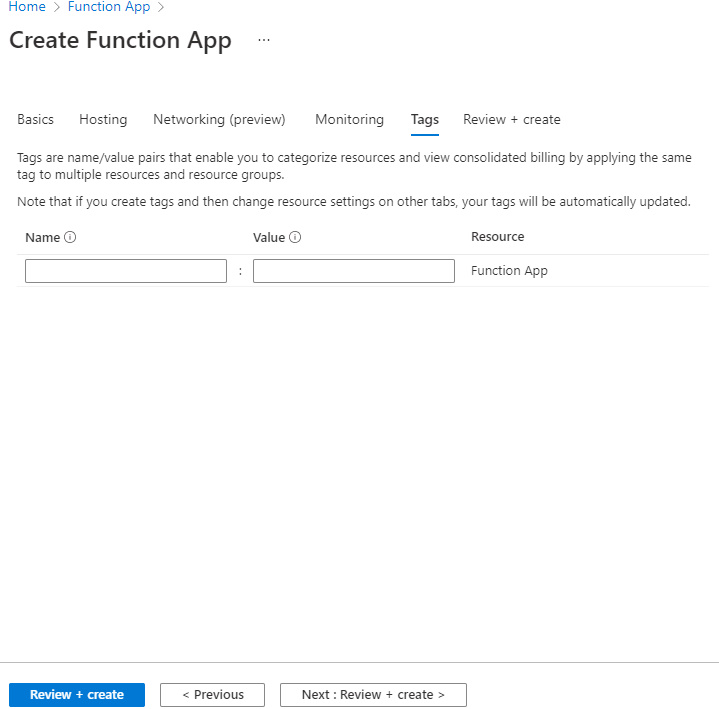 Home > Function App >
Create Function App ...
Basics Hosting Networking (preview) Monitoring Tags Review + create
Tags are name/value pairs that enable you to categorize resources and view consolidated billing by applying the same
tag to multiple resources and resource groups.
Note that if you create tags and then change resource settings on other tabs, your tags will be automatically updated.
Name Value Resource
: Function App
Review + create < Previous Next : Review + create >